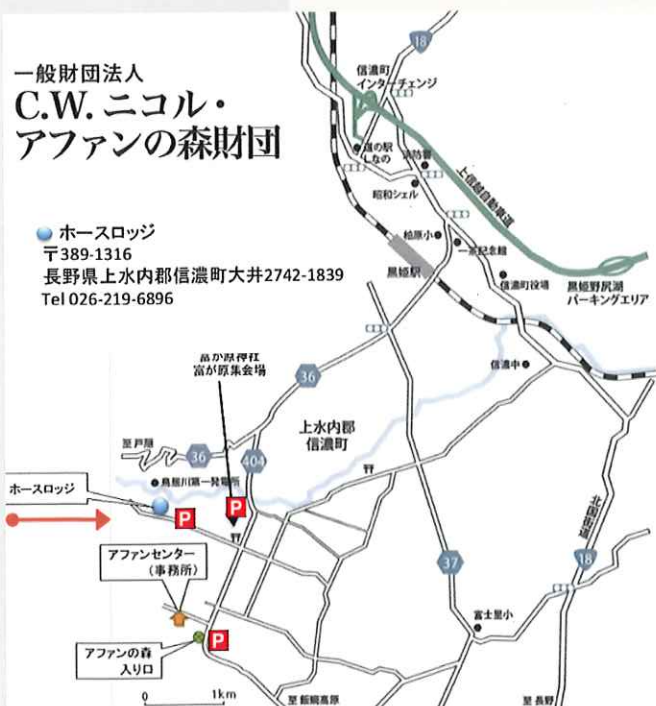 一般財団法人
C.W. ニコル・
アファンの森財団
ホースロッジ
〒389-1316
長野県上水内郡信濃町大井2742-1839
Tel 026-219-6896
18
信濃町
インターチェンジ
道の駅
しなの
消防署
昭和シェル
上信越自動車道
柏原小
一茶記念館
黒姫駅
信濃町役場
黒姫野尻湖
パーキングエリア
富が原神社
富が原集会場
36
信濃中
上水内郡
信濃町
至戸隠
36
404
鳥居川第一発電所
ホースロッジ
P
P
北国街道
アファンセンター
(事務所)
37
18
富士里小
アファンの森
入り口
P
0
1km
至 飯綱高原
至 長野